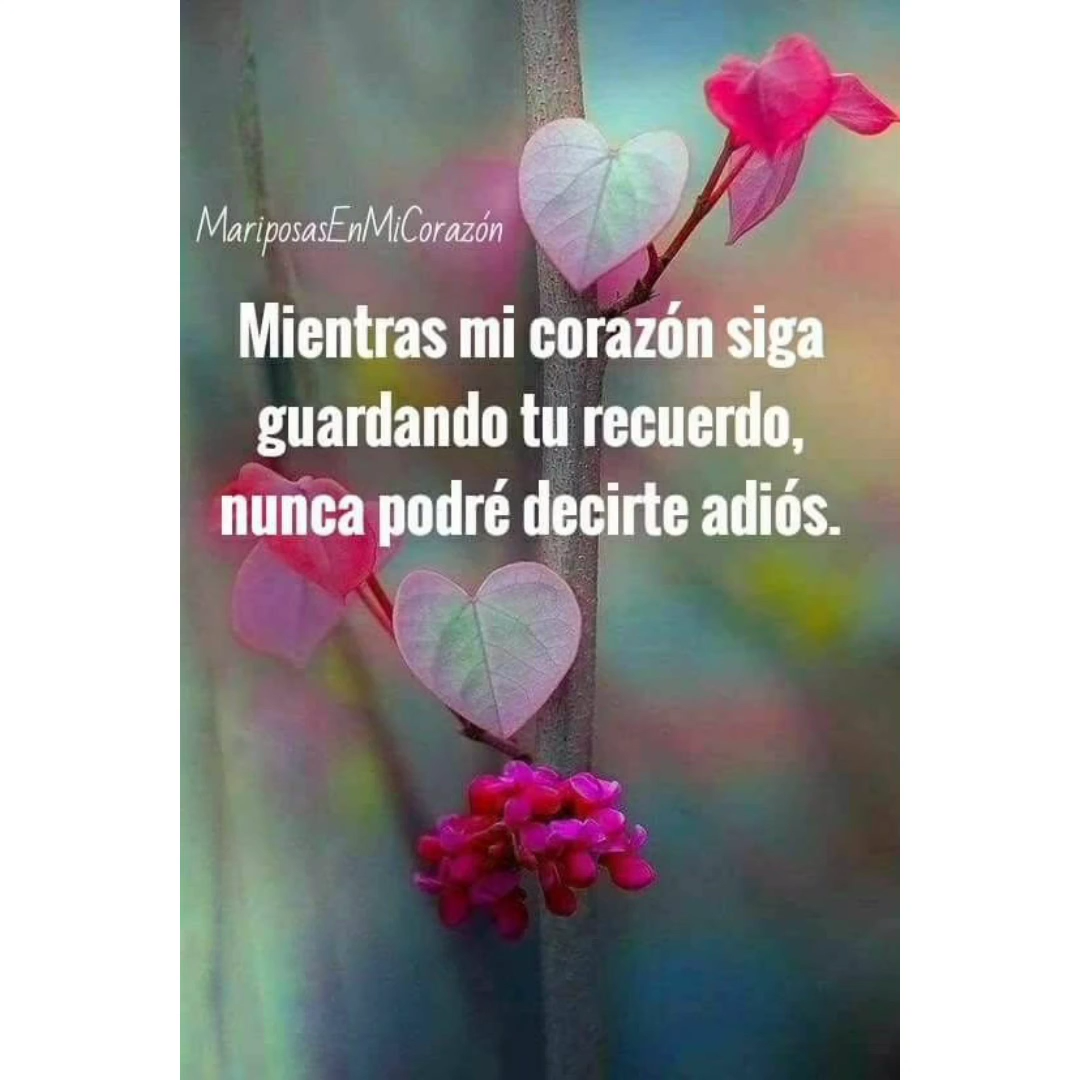 MariposasEnMiCorazón
Mientras mi corazón siga
guardando tu recuerdo,
nunca podré decirte adiós.